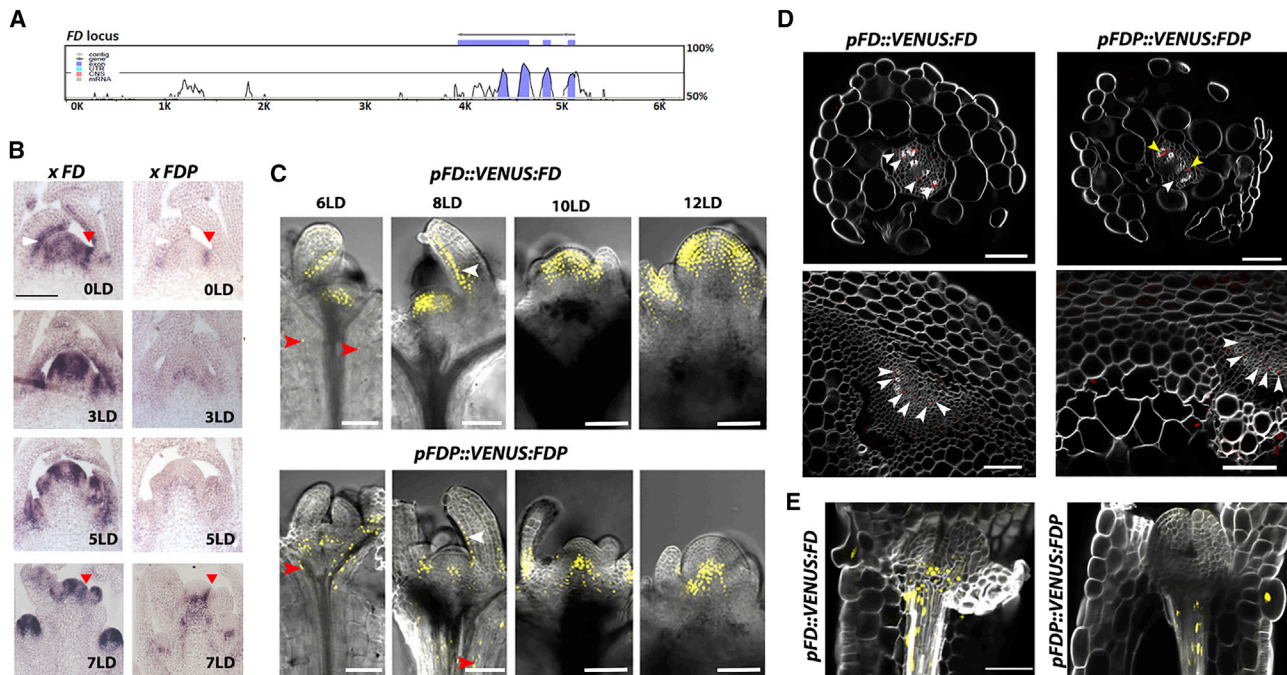 A
FD locus
contig
gene
exon
UTR
CNS
mRNA
100%
50%
0K 1K 2K 3K 4K 5K 6K
B
x FD x FDP
0LD 0LD
3LD 3LD
5LD 5LD
7LD 7LD
C
pFD::VENUS:FD
6LD 8LD 10LD 12LD
pFDP::VENUS:FDP
D
pFD::VENUS:FD pFDP::VENUS:FDP
E
pFD::VENUS:FD
pFDP::VENUS:FDP